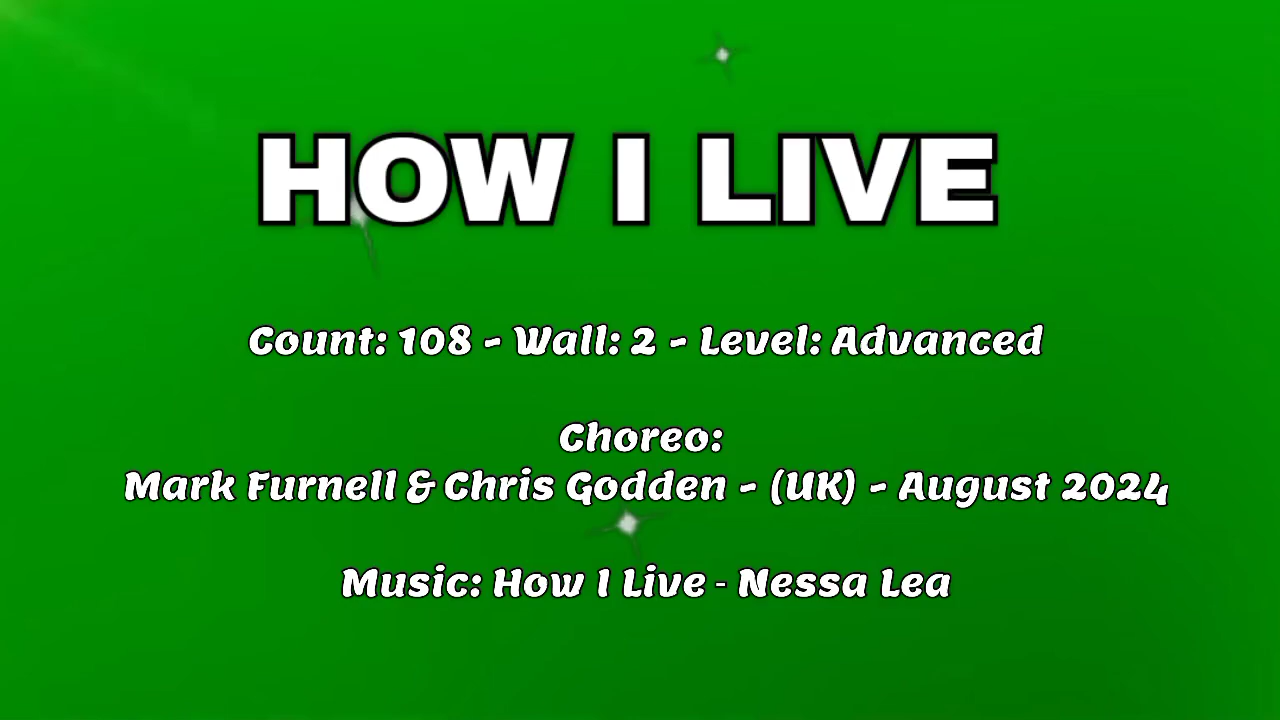 HOW I LIVE
Count: 108 - Wall: 2 - Level: Advanced
Choreo:
Mark Furnell & Chris Godden - (UK) - August 2024
Music: How I Live - Nessa Lea